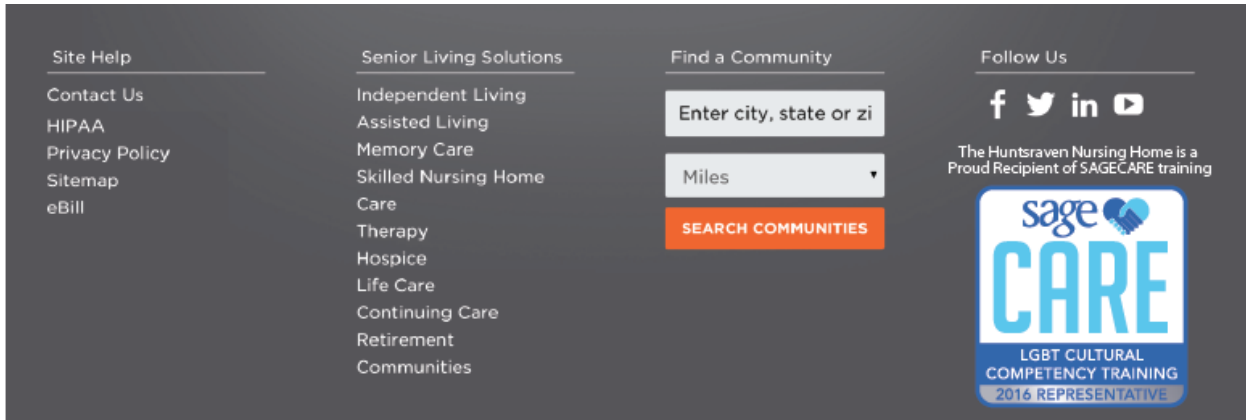 Site Help
Contact Us
HIPAA
Privacy Policy
Sitemap
eBill
Senior Living Solutions
Independent Living
Assisted Living
Memory Care
Skilled Nursing Home
Care
Therapy
Hospice
Life Care
Continuing Care
Retirement
Communities
Find a Community
Enter city, state or zi
Miles
SEARCH COMMUNITIES
Follow Us
f in
The Huntsraven Nursing Home is a
Proud Recipient of SAGECARE training
sage
CARE
LGBT CULTURAL
COMPETENCY TRAINING
2016 REPRESENTATIVE